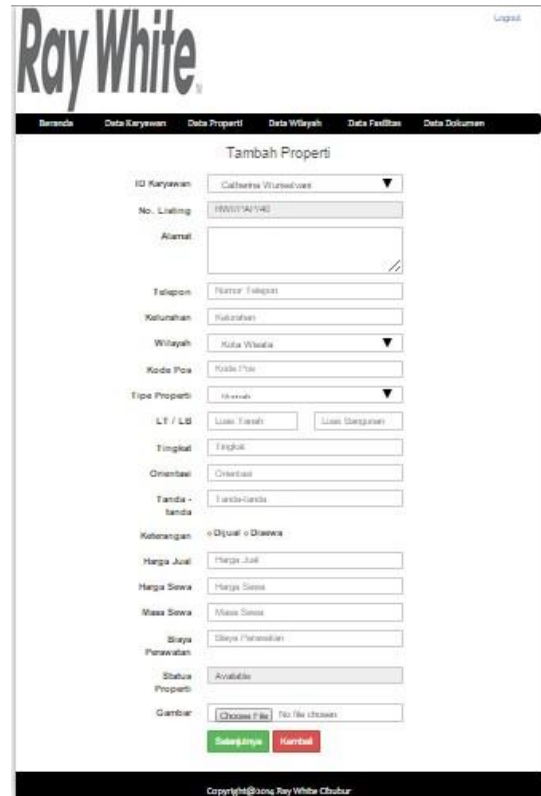 Ray White
Logout
Beranda Data Karyawan Data Properti Data Wilayah Data Fasilitas Data Dokumen
Tambah Properti
ID Karyawan Catherina
No. Listing
Alamat
Telepon Nomor Telepon
Kelurahan Kelurahan
Wilayah Kota Wisata
Kode Pos Kode Pos
Tipe Properti Rumah
LT / LB Luas Tanah Luas Bangunan
Tingkat Tingkat
Orientasi Orientasi
Tanda - Tanda-tanda
tanda
Keterangan Dijual Disewa
Harga Jual Harga Jual
Harga Sewa Harga Sewa
Masa Sewa Masa Sewa
Biaya Biaya Perawatan
Perawatan
Status Available
Properti
Gambar Choose File No file chosen
Selanjutnya Kembali
Copyright@2014 Ray White Cibubur